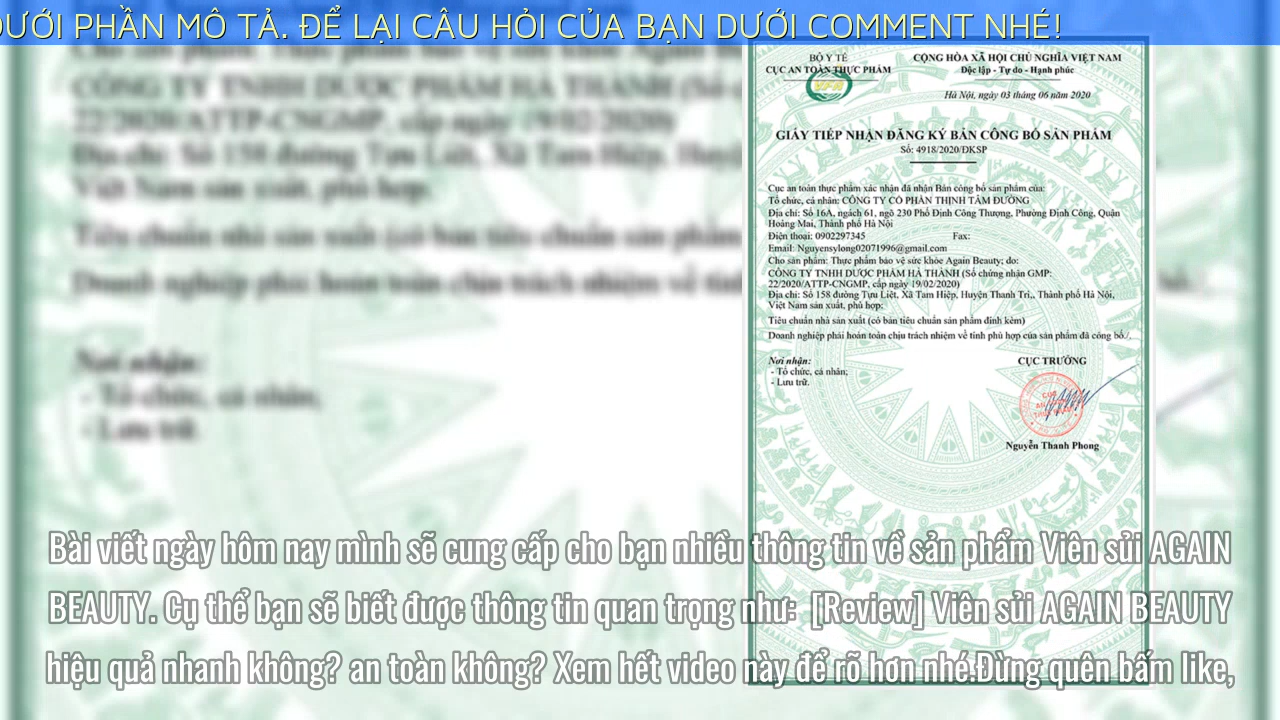 DƯỚI PHẦN MÔ TẢ. ĐỂ LẠI CÂU HỎI CỦA BẠN DƯỚI COMMENT NHÉ!
BỘ Y TẾ
CỤC AN TOÀN THỰC PHẨM
CỘNG HÒA XÃ HỘI CHỦ NGHĨA VIỆT NAM
Độc lập - Tự do - Hạnh phúc
Hà Nội, ngày 03 tháng 06 năm 2020
GIẤY TIẾP NHẬN ĐĂNG KÝ BẢN CÔNG BỐ SẢN PHẨM
Số: 4918/2020/ĐKSP
Cục an toàn thực phẩm xác nhận đã nhận Bản công bố sản phẩm của:
Tổ chức, cá nhân: CÔNG TY CỔ PHẦN THỊNH TÂM ĐƯỜNG
Địa chỉ: Số 16A, ngách 61, ngõ 230 Phố Định Công Thượng, Phường Định Công, Quận
Hoàng Mai, Thành phố Hà Nội
Điện thoại: 0902297345 Fax:
Email: Nguyensylong02071996@gmail.com
Cho sản phẩm: Thực phẩm bảo vệ sức khỏe Again Beauty; do:
CÔNG TY TNHH DƯỢC PHẨM HÀ THÀNH (Số chứng nhận GMP:
22/2020/ATTP-CNGMP, cấp ngày 19/02/2020)
Địa chỉ: Số 158 đường Tựu Liệt, Xã Tam Hiệp, Huyện Thanh Trì,, Thành phố Hà Nội,
Việt Nam sản xuất, phù hợp:
Tiêu chuẩn nhà sản xuất (có bản tiêu chuẩn sản phẩm đính kèm)
Doanh nghiệp phải hoàn toàn chịu trách nhiệm về tính phù hợp của sản phẩm đã công bố./.
Nơi nhận:
- Tổ chức, cá nhân;
- Lưu trữ.
CỤC TRƯỞNG
Nguyễn Thanh Phong
Bài viết ngày hôm nay mình sẽ cung cấp cho bạn nhiều thông tin về sản phẩm Viên sủi AGAIN
BEAUTY. Cụ thể bạn sẽ biết được thông tin quan trọng như: [Review] Viên sủi AGAIN BEAUTY
hiệu quả nhanh không? an toàn không? Xem hết video này để rõ hơn nhé.Đừng quên bấm like,